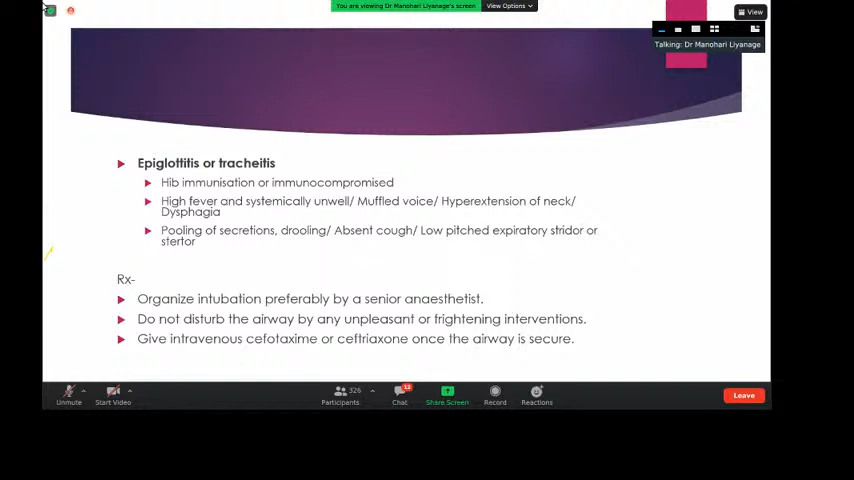 You are viewing Dr Manohari Liyanage's screen
View Options
View
Talking: Dr Manohari Liyanage
Epiglottitis or tracheitis
Hib immunisation or immunocompromised
High fever and systemically unwell/ Muffled voice/ Hyperextension of neck/
Dysphagia
Pooling of secretions, drooling/ Absent cough/ Low pitched expiratory stridor or
stertor
Rx-
Organize intubation preferably by a senior anaesthetist.
Do not disturb the airway by any unpleasant or frightening interventions.
Give intravenous cefotaxime or ceftriaxone once the airway is secure.
Unmute
Start Video
326
Participants
12
Chat
Share Screen
Record
Reactions
Leave